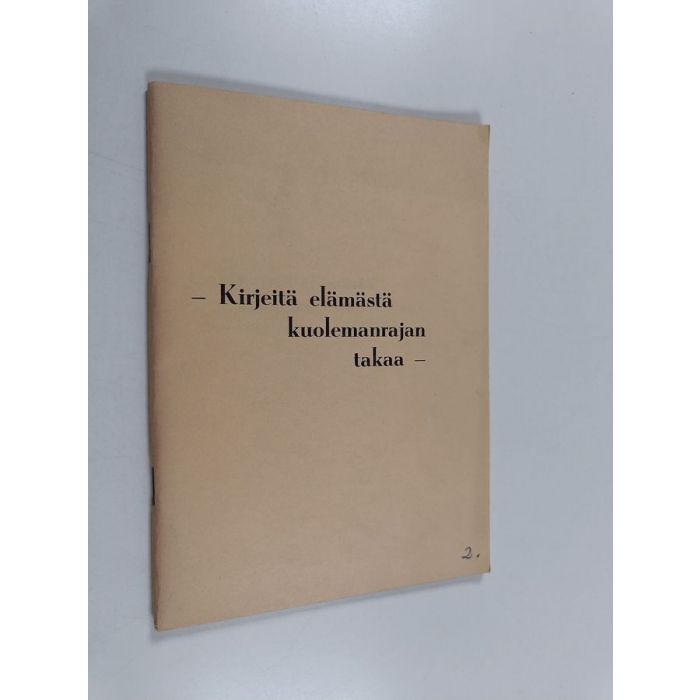 – Kirjeitä elämästä
kuolemanrajan
takaa –
2.